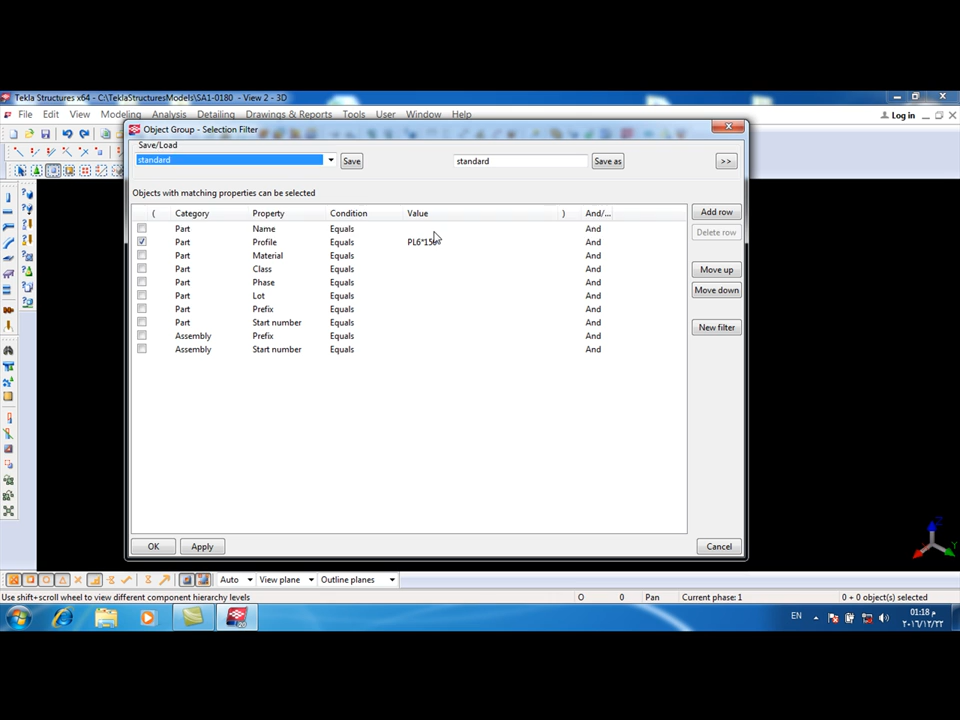 Tekla Structures x64 - C:\TeklaStructuresModels\SA1-0180 - View 2 - 3D
File Edit View Modeling Analysis Detailing Drawings & Reports Tools User Window Help Log in
Object Group - Selection Filter
Save/Load
standard Save standard Save as >>
Objects with matching properties can be selected
( Category Property Condition Value ) And/...
Part Name Equals And
Part Profile Equals And
Part Material Equals And
Part Class Equals And
Part Phase Equals And
Part Lot Equals And
Part Prefix Equals And
Part Start number Equals And
Assembly Prefix Equals And
Assembly Start number Equals And
Add row
Delete row
Move up
Move down
New filter
OK Apply Cancel
Z
Y
Auto View plane Outline planes
Use shift+scroll wheel to view different component hierarchy levels O 0 Pan Current phase: 1 0 + 0 object(s) selected
EN
01:18 م
٢٠١٦/١٢/٢٢
20